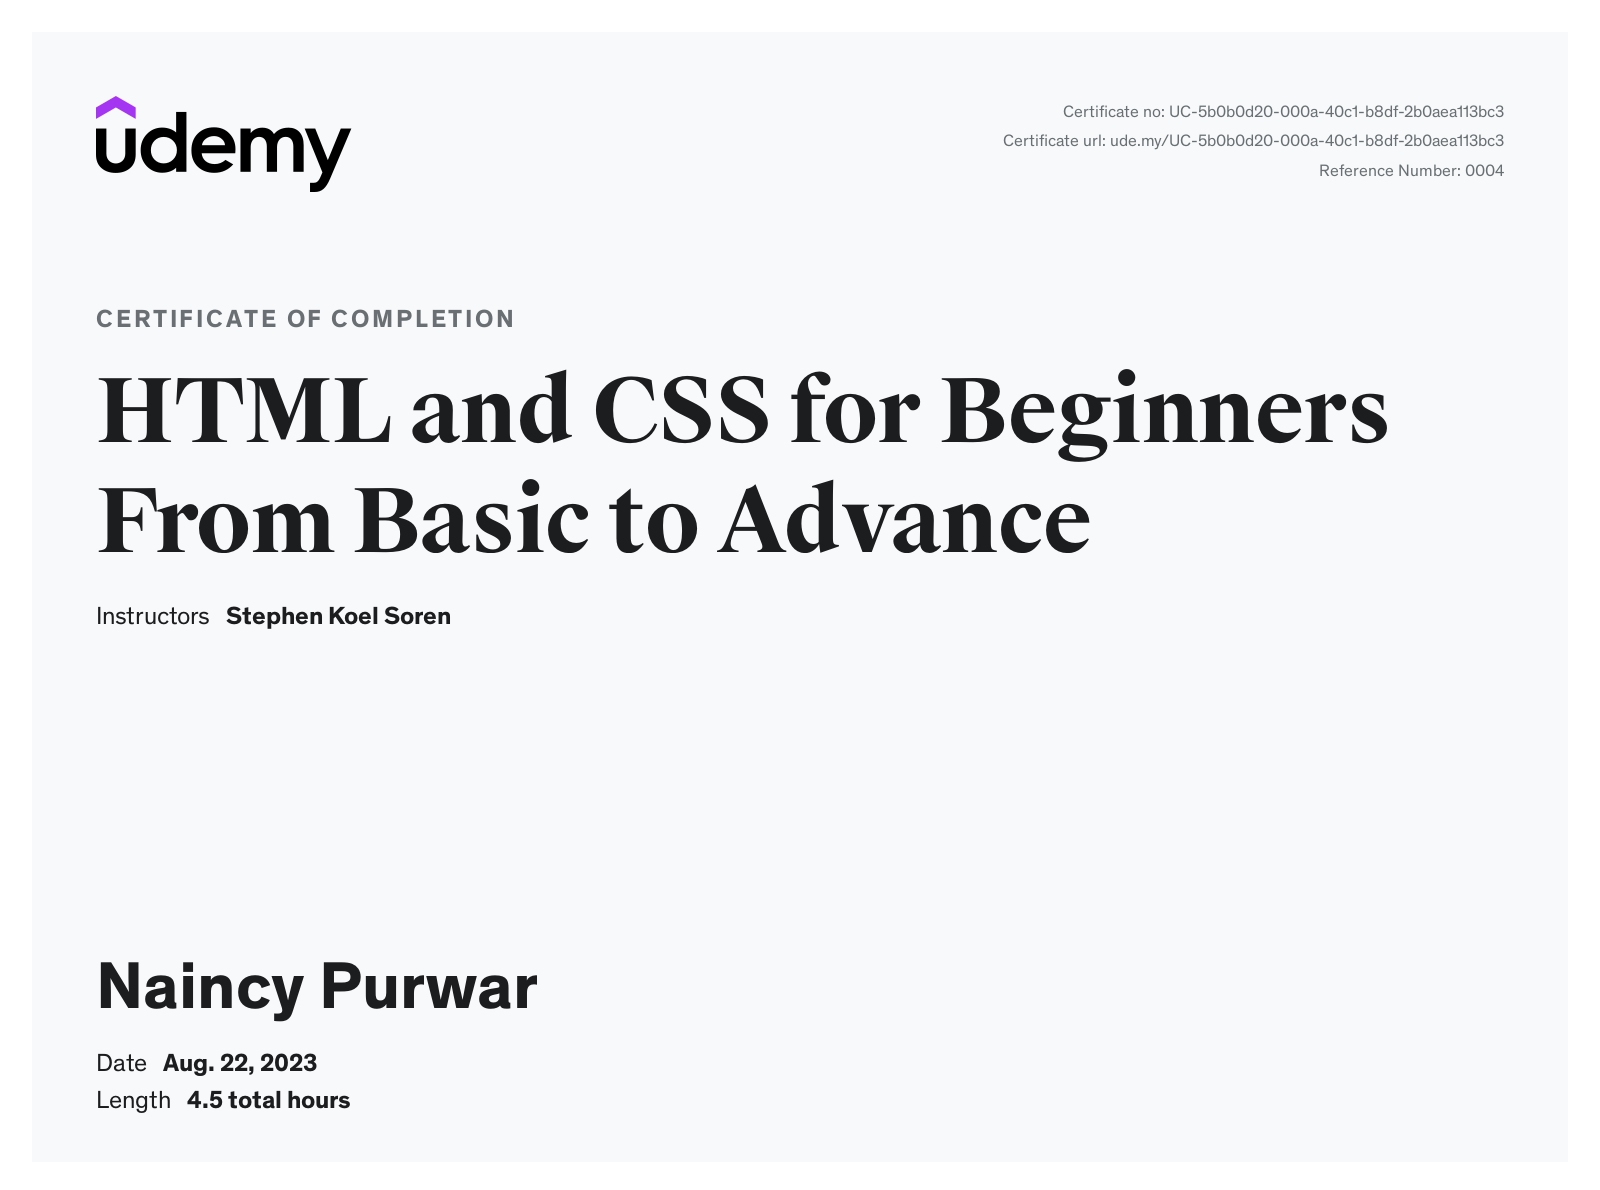 udemy
Certificate no: UC-5b0b0d20-000a-40c1-b8df-2b0aea113bc3
Certificate url: ude.my/UC-5b0b0d20-000a-40c1-b8df-2b0aea113bc3
Reference Number: 0004
CERTIFICATE OF COMPLETION
HTML and CSS for Beginners
From Basic to Advance
Instructors Stephen Koel Soren
Naincy Purwar
Date Aug. 22, 2023
Length 4.5 total hours